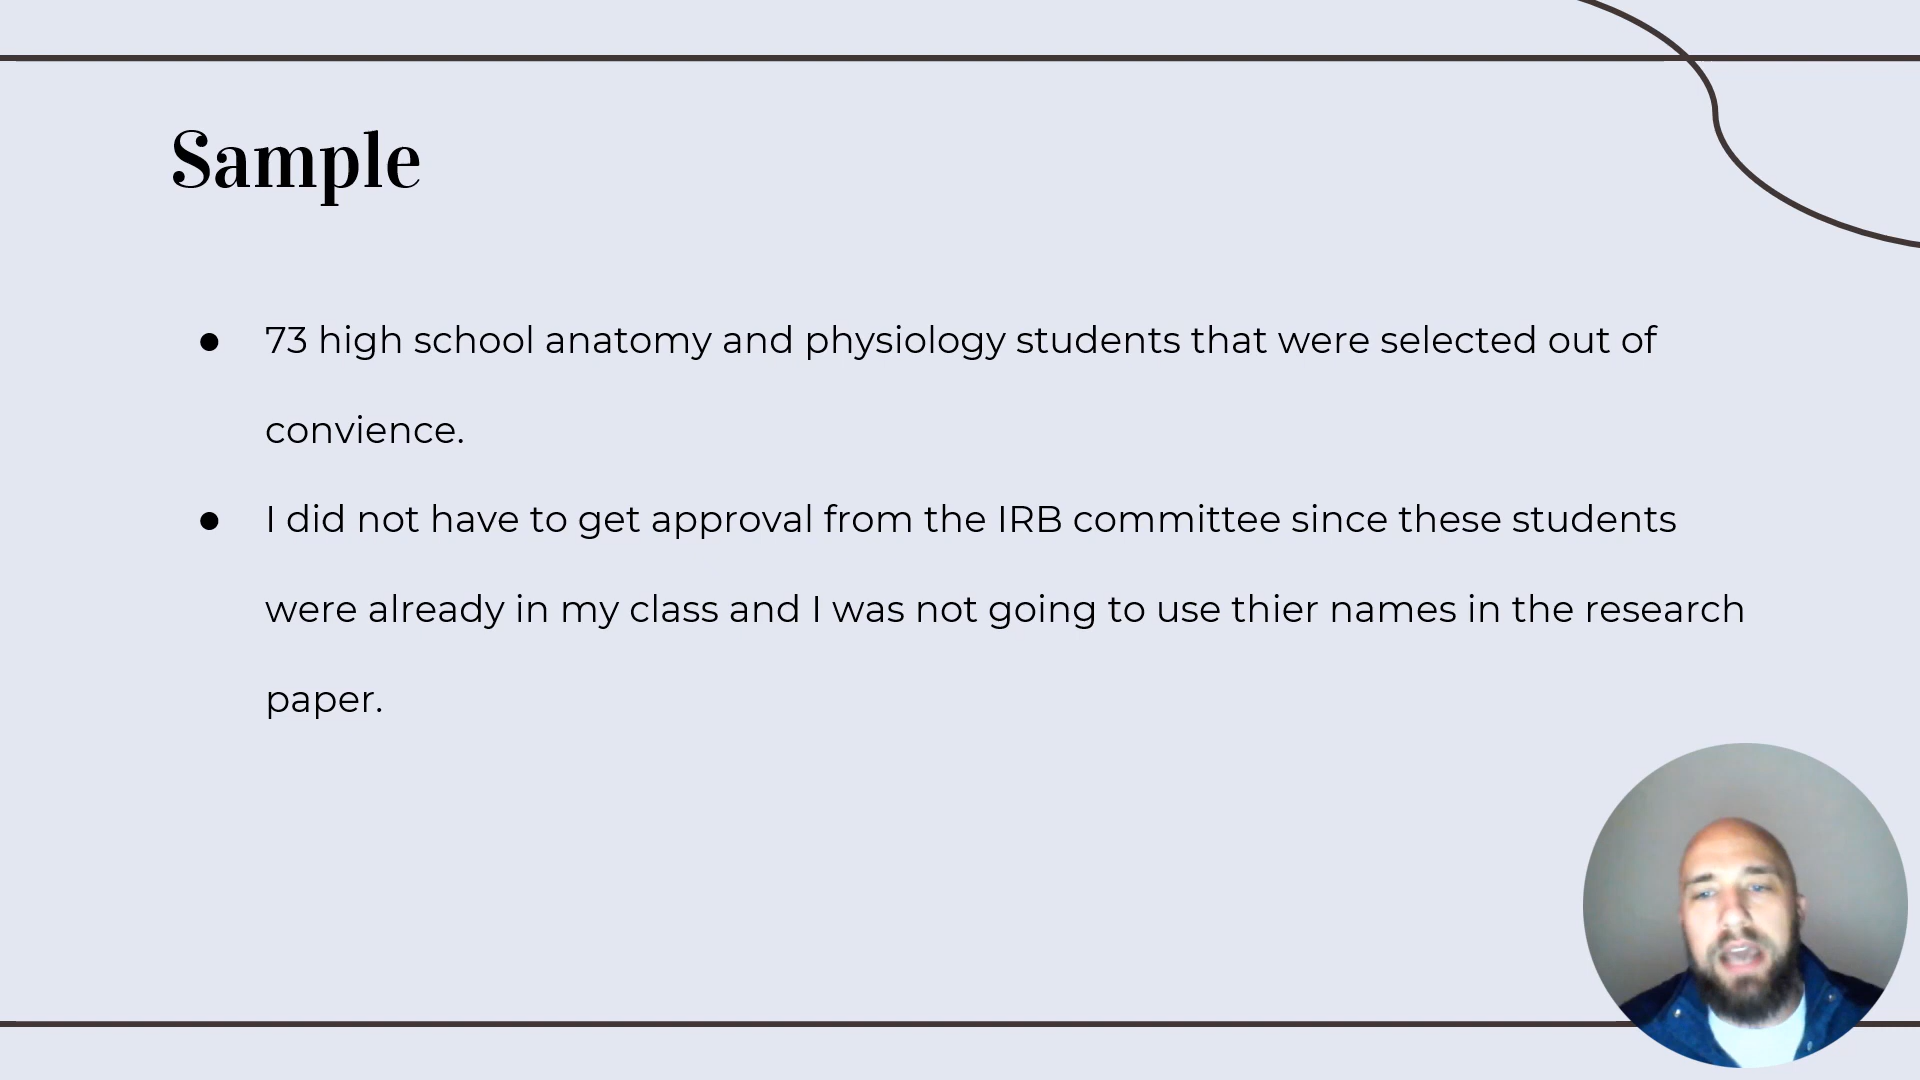 Sample
● 73 high school anatomy and physiology students that were selected out of
convience.
● I did not have to get approval from the IRB committee since these students
were already in my class and I was not going to use thier names in the research
paper.